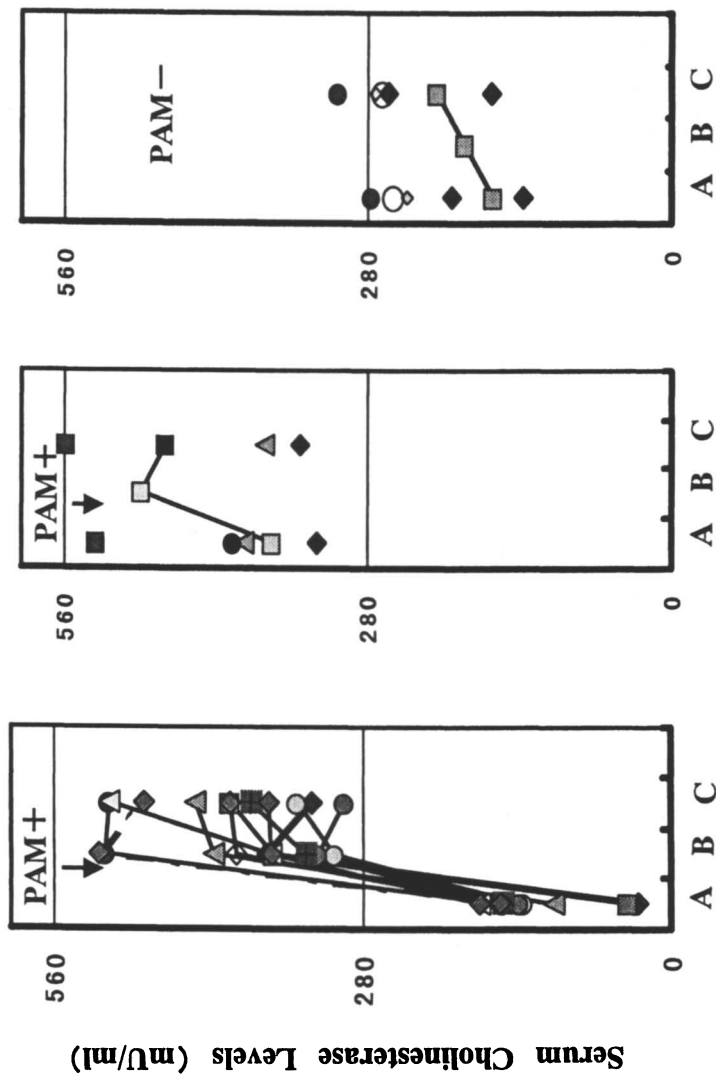 Serum Cholinesterase Levels (mU/ml)
560
280
0
PAM+
A B C
560
280
0
PAM+
A B C
560
280
0
PAM−
A B C